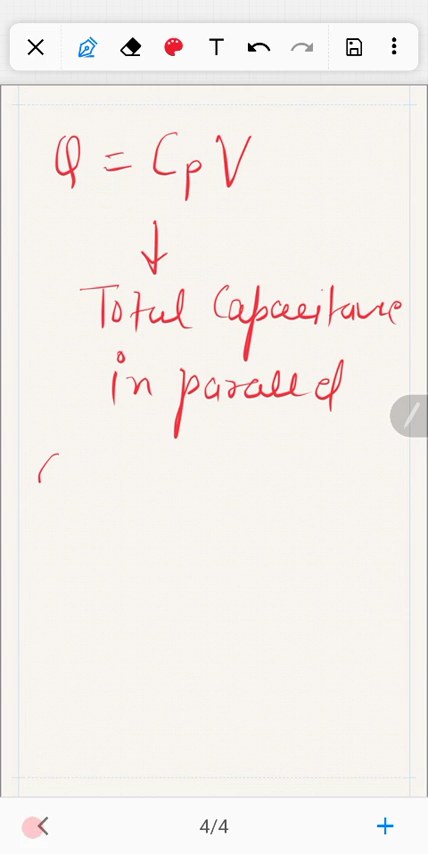 T
Q = CpV
↓
Total Capacitance
in parallel
4/4